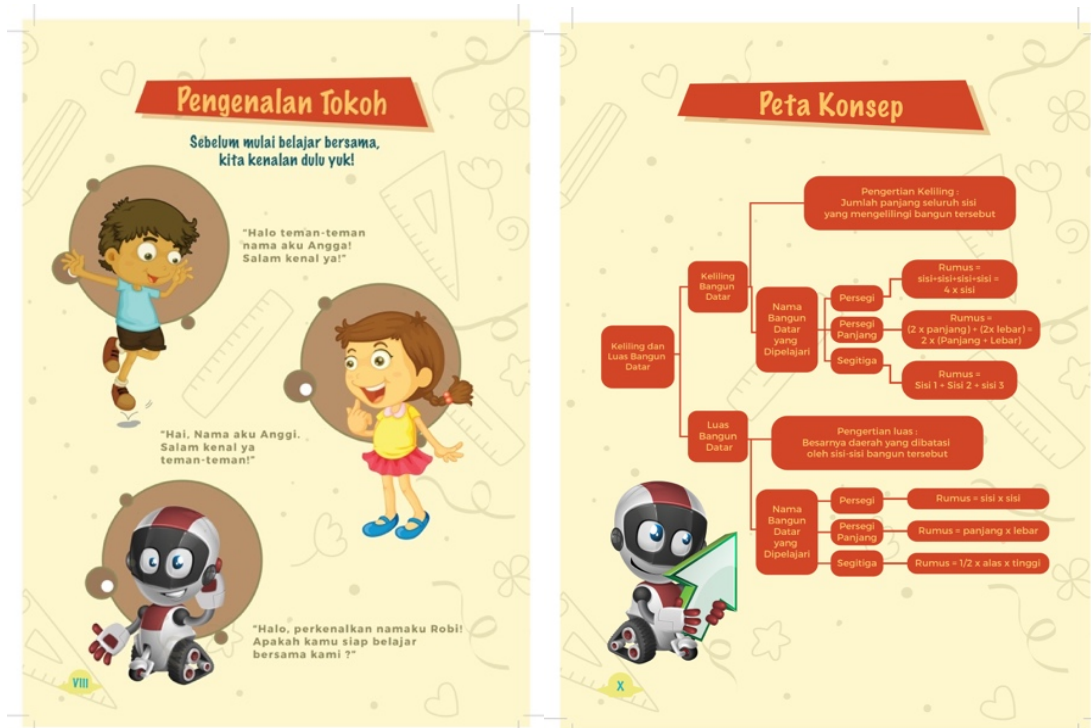 Pengenalan Tokoh
Sebelum mulai belajar bersama,
kita kenalan dulu yuk!
"Halo teman-teman
nama aku Angga!
Salam kenal ya!"
"Hai, Nama aku Anggi.
Salam kenal ya
teman-teman!"
"Halo, perkenalkan namaku Robi!
Apakah kamu siap belajar
bersama kami ?"
VIII
Peta Konsep
Keliling dan
Luas Bangun
Datar
Keliling
Bangun
Datar
Pengertian Keliling :
Jumlah panjang seluruh sisi
yang mengelilingi bangun tersebut
Nama
Bangun
Datar
yang
Dipelajari
Persegi
Rumus =
sisi+sisi+sisi+sisi =
4 x sisi
Persegi
Panjang
Rumus =
(2 x panjang) + (2x lebar) =
2 x (Panjang + Lebar)
Segitiga
Rumus =
Sisi 1 + Sisi 2 + sisi 3
Luas
Bangun
Datar
Pengertian luas :
Besarnya daerah yang dibatasi
oleh sisi-sisi bangun tersebut
Nama
Bangun
Datar
yang
Dipelajari
Persegi
Rumus = sisi x sisi
Persegi
Panjang
Rumus = panjang x lebar
Segitiga
Rumus = 1/2 x alas x tinggi
X